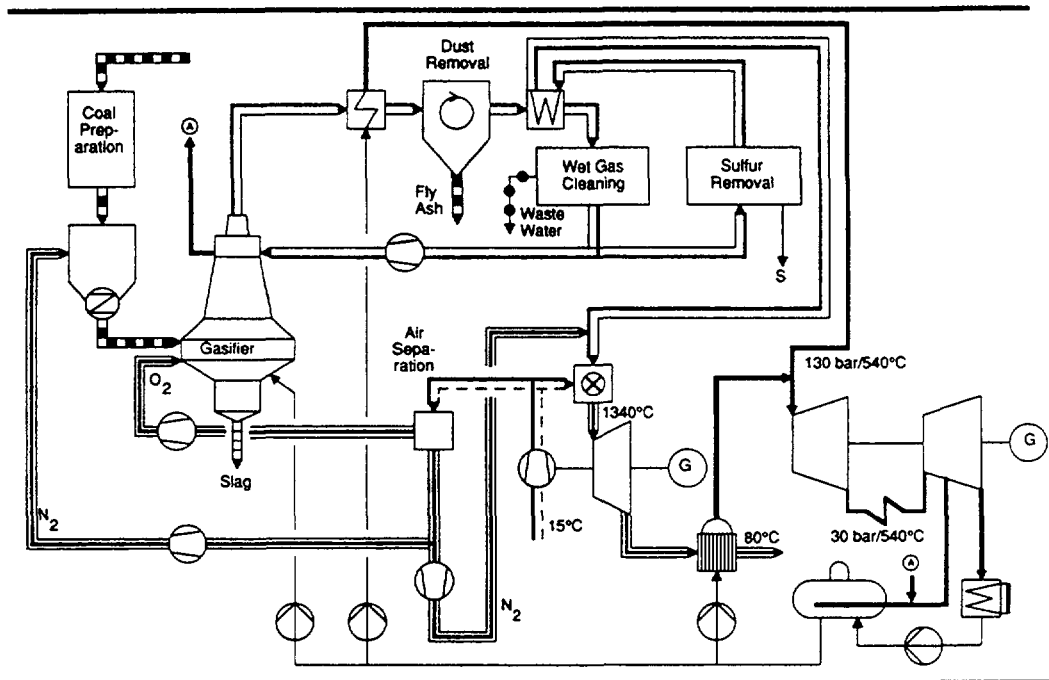 Coal
Prep-
aration
A
Dust
Removal
Fly
Ash
Wet Gas
Cleaning
Waste
Water
Sulfur
Removal
S
Gasifier
O2
Slag
Air
Sepa-
ration
1340°C
G
15°C
N2
N2
80°C
130 bar/540°C
G
30 bar/540°C
A